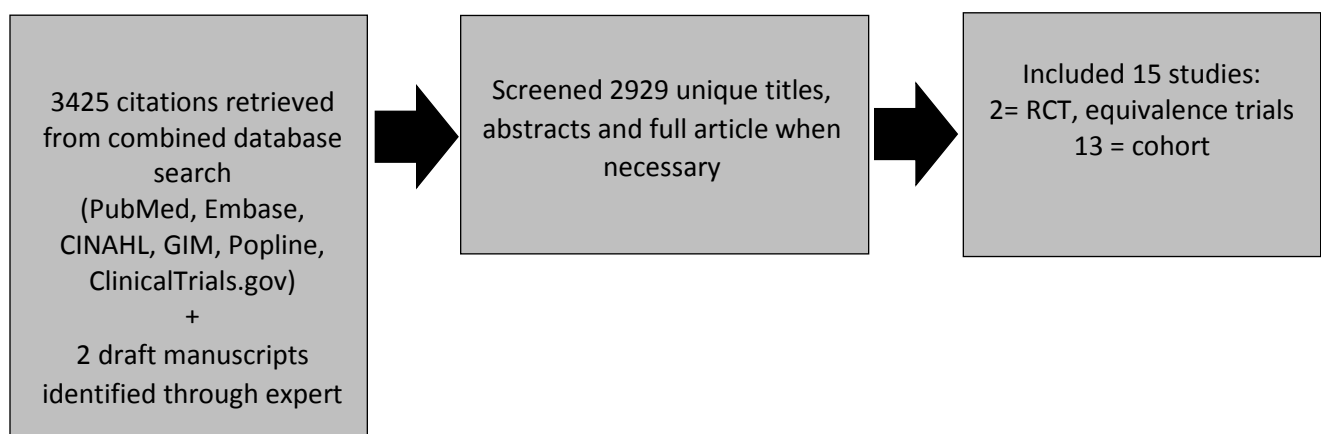 3425 citations retrieved
from combined database
search
(PubMed, Embase,
CINAHL, GIM, Popline,
ClinicalTrials.gov)
+
2 draft manuscripts
identified through expert
Screened 2929 unique titles,
abstracts and full article when
necessary
Included 15 studies:
2= RCT, equivalence trials
13 = cohort